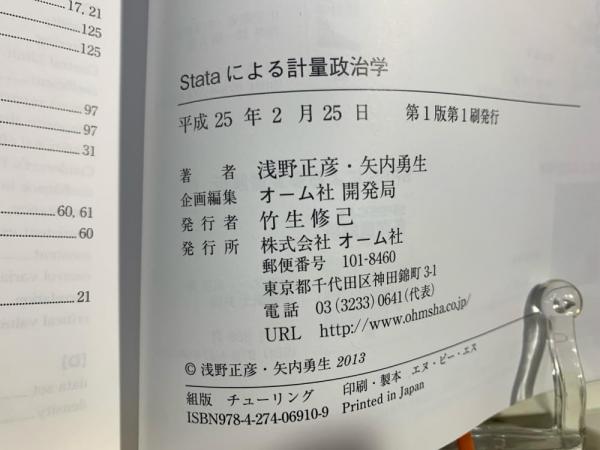 17, 21
125
125
97
97
31
60, 61
60
21
Stataによる計量政治学
平成25年2月25日　第1版第1刷発行
著者　浅野正彦・矢内勇生
企画編集　オーム社 開発局
発行者　竹生修己
発行所　株式会社 オーム社
郵便番号　101-8460
東京都千代田区神田錦町3-1
電話　03(3233)0641(代表)
URL　http://www.ohmsha.co.jp/
© 浅野正彦・矢内勇生 2013
組版　チューリング　印刷・製本　エヌ・ピー・エス
ISBN978-4-274-06910-9　Printed in Japan